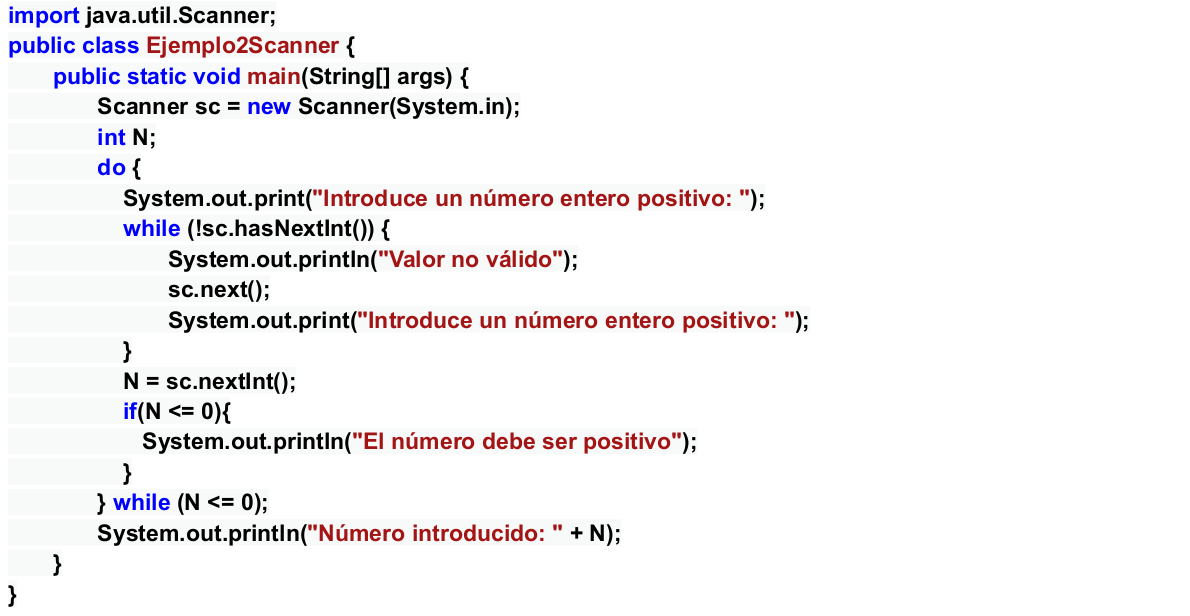 import java.util.Scanner;
public class Ejemplo2Scanner {
public static void main(String[] args) {
Scanner sc = new Scanner(System.in);
int N;
do {
System.out.print("Introduce un número entero positivo: ");
while (!sc.hasNextInt()) {
System.out.println("Valor no válido");
sc.next();
System.out.print("Introduce un número entero positivo: ");
}
N = sc.nextInt();
if(N <= 0){
System.out.println("El número debe ser positivo");
}
} while (N <= 0);
System.out.println("Número introducido: " + N);
}
}